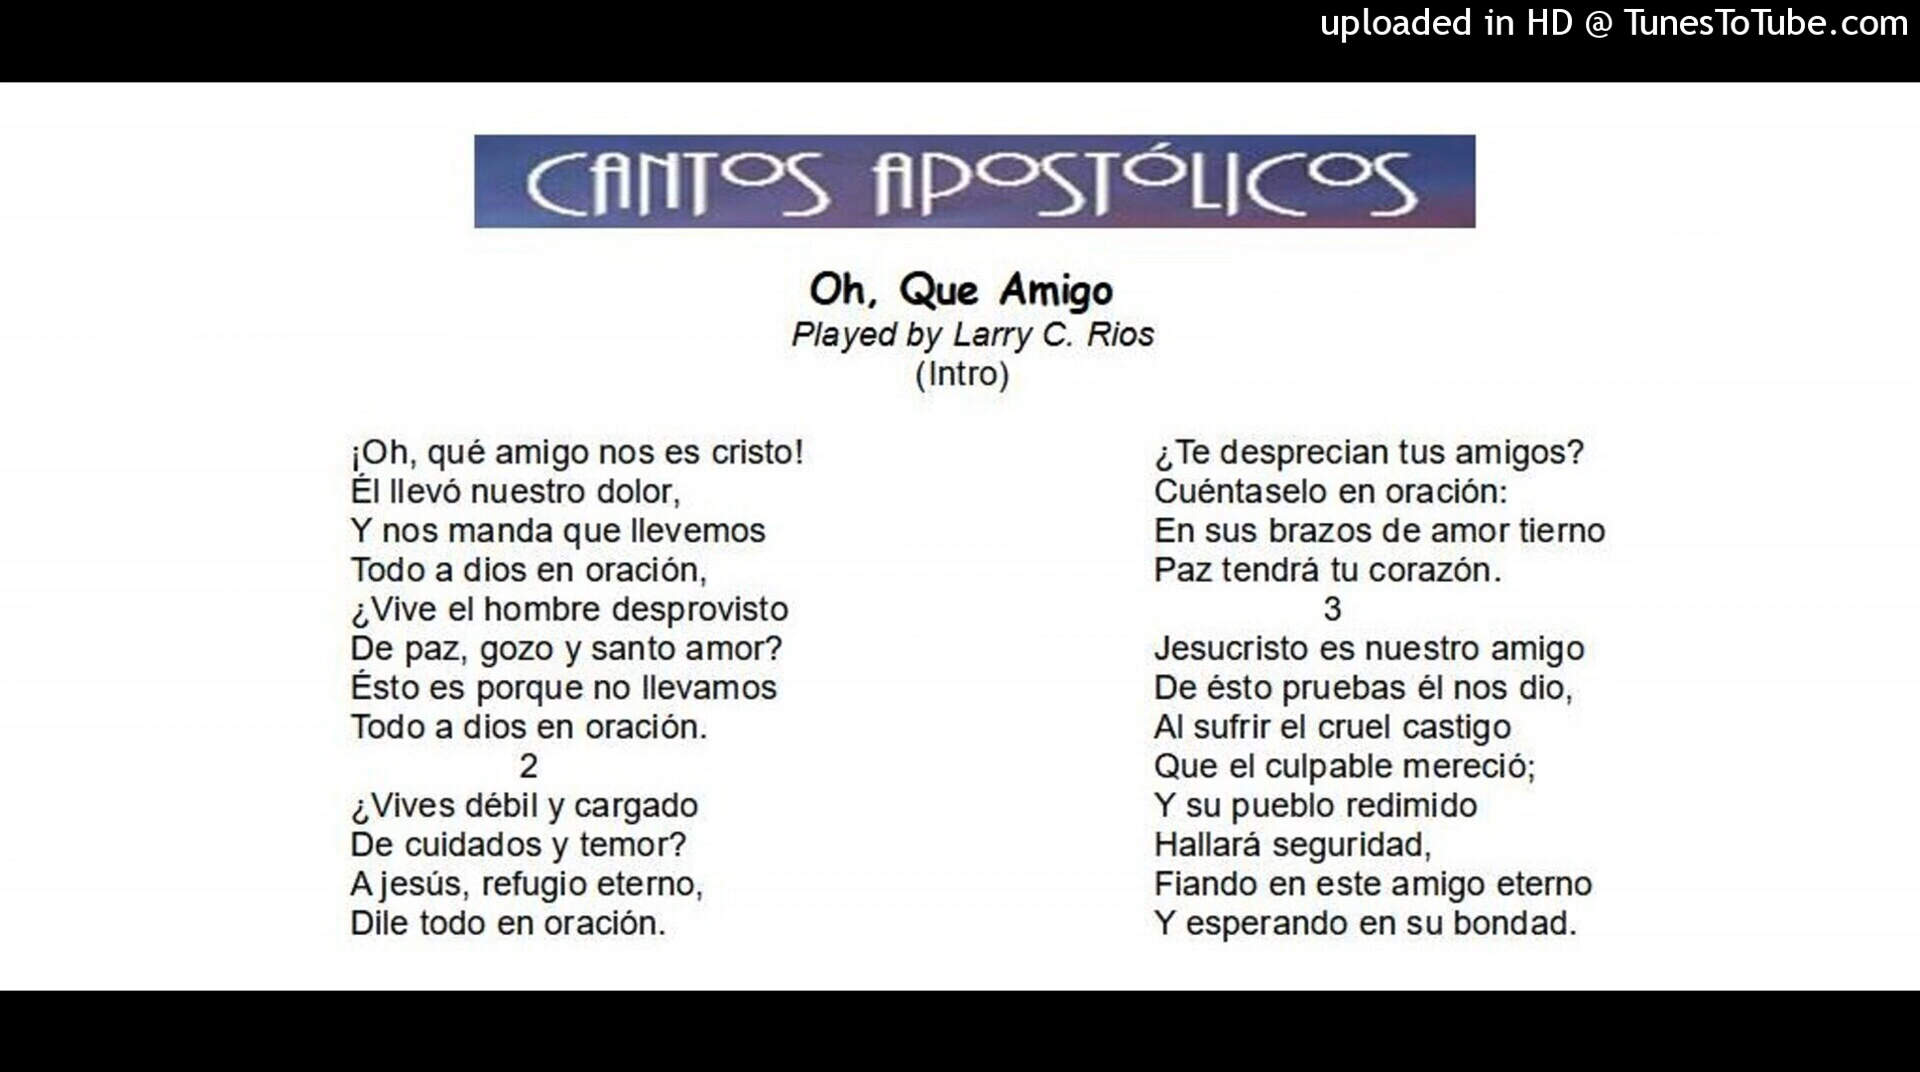 uploaded in HD @ TunesToTube.com
CANTOS APOSTÓLICOS
Oh, Que Amigo
Played by Larry C. Rios
(Intro)
¡Oh, qué amigo nos es cristo!
Él llevó nuestro dolor,
Y nos manda que llevemos
Todo a dios en oración,
¿Vive el hombre desprovisto
De paz, gozo y santo amor?
Ésto es porque no llevamos
Todo a dios en oración.
2
¿Vives débil y cargado
De cuidados y temor?
A jesús, refugio eterno,
Dile todo en oración.
¿Te desprecian tus amigos?
Cuéntaselo en oración:
En sus brazos de amor tierno
Paz tendrá tu corazón.
3
Jesucristo es nuestro amigo
De ésto pruebas él nos dio,
Al sufrir el cruel castigo
Que el culpable mereció;
Y su pueblo redimido
Hallará seguridad,
Fiando en este amigo eterno
Y esperando en su bondad.